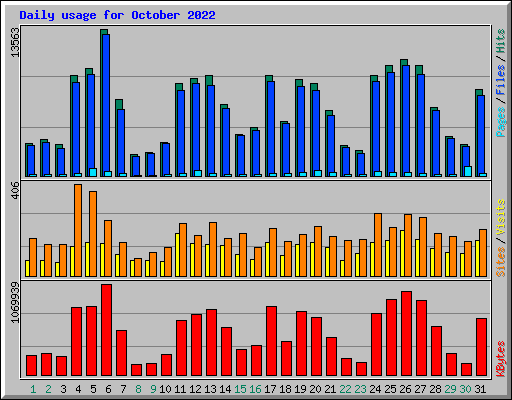 Daily usage for October 2022
13563
Pages/Files/Hits
406
Sites/Visits
1069939
KBytes
1 2 3 4 5 6 7 8 9 10 11 12 13 14 15 16 17 18 19 20 21 22 23 24 25 26 27 28 29 30 31